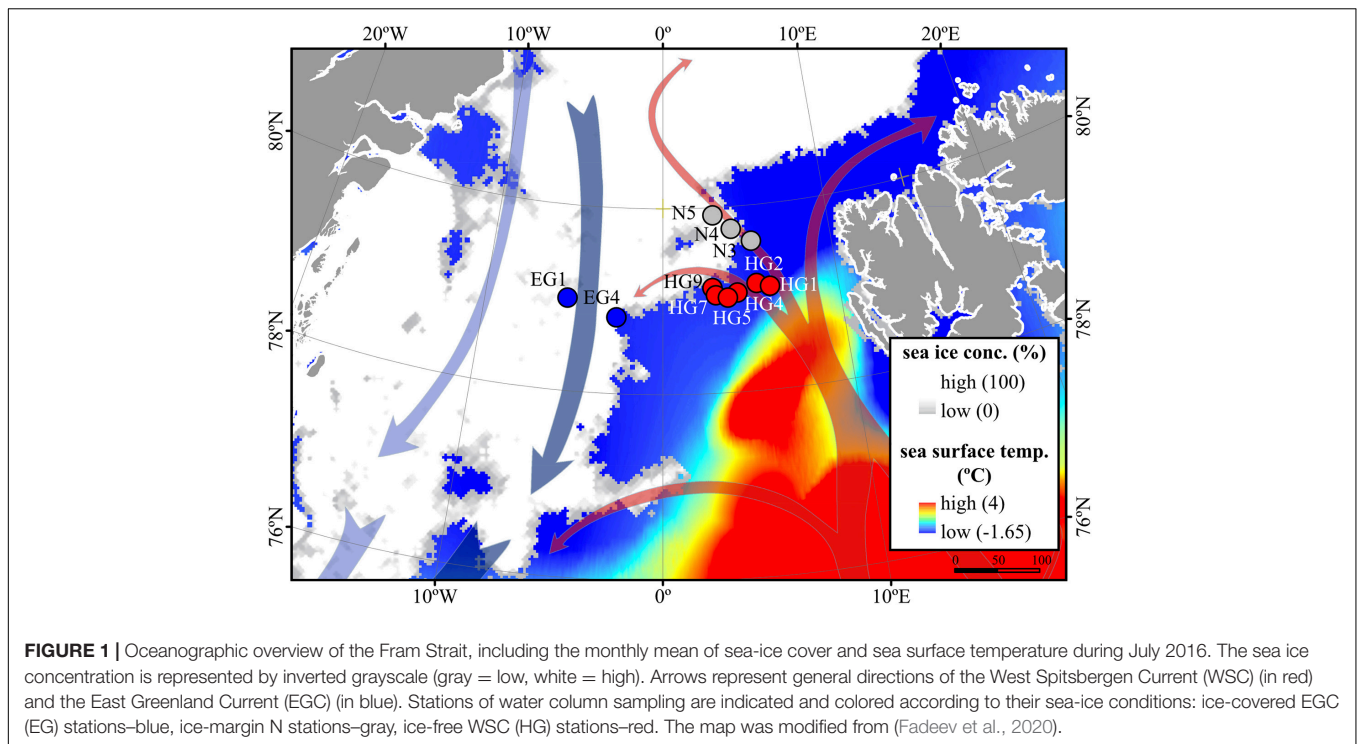 20ºW 10ºW 0º 10ºE 20ºE
80ºN 80ºN
N5
N4
N3
HG2
EG1 HG9 HG1
EG4 HG7 HG4
HG5
78ºN 78ºN
sea ice conc. (%)
high (100)
low (0)
sea surface temp.
(ºC)
high (4)
low (-1.65)
76ºN 76ºN
0 50 100
10ºW 0º 10ºE
FIGURE 1 | Oceanographic overview of the Fram Strait, including the monthly mean of sea-ice cover and sea surface temperature during July 2016. The sea ice
concentration is represented by inverted grayscale (gray = low, white = high). Arrows represent general directions of the West Spitsbergen Current (WSC) (in red)
and the East Greenland Current (EGC) (in blue). Stations of water column sampling are indicated and colored according to their sea-ice conditions: ice-covered EGC
(EG) stations–blue, ice-margin N stations–gray, ice-free WSC (HG) stations–red. The map was modified from (Fadeev et al., 2020).